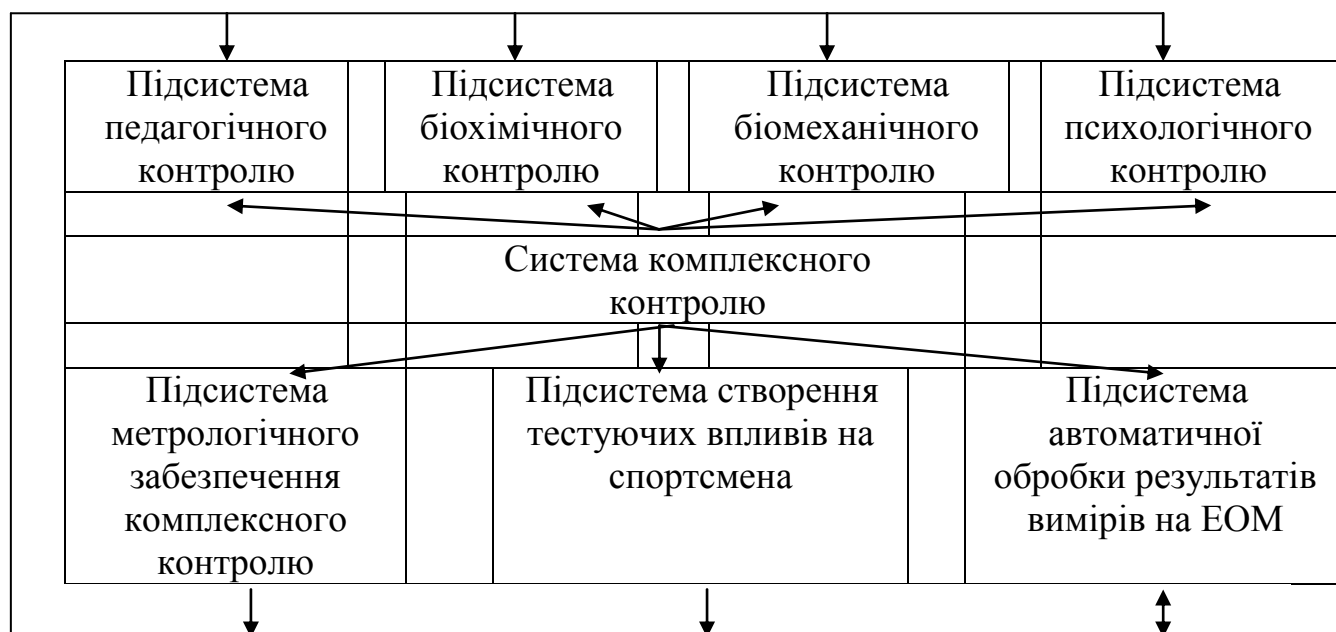 Підсистема
педагогічного
контролю
Підсистема
біохімічного
контролю
Підсистема
біомеханічного
контролю
Підсистема
психологічного
контролю
Система комплексного
контролю
Підсистема
метрологічного
забезпечення
комплексного
контролю
Підсистема створення
тестуючих впливів на
спортсмена
Підсистема
автоматичної
обробки результатів
вимірів на ЕОМ